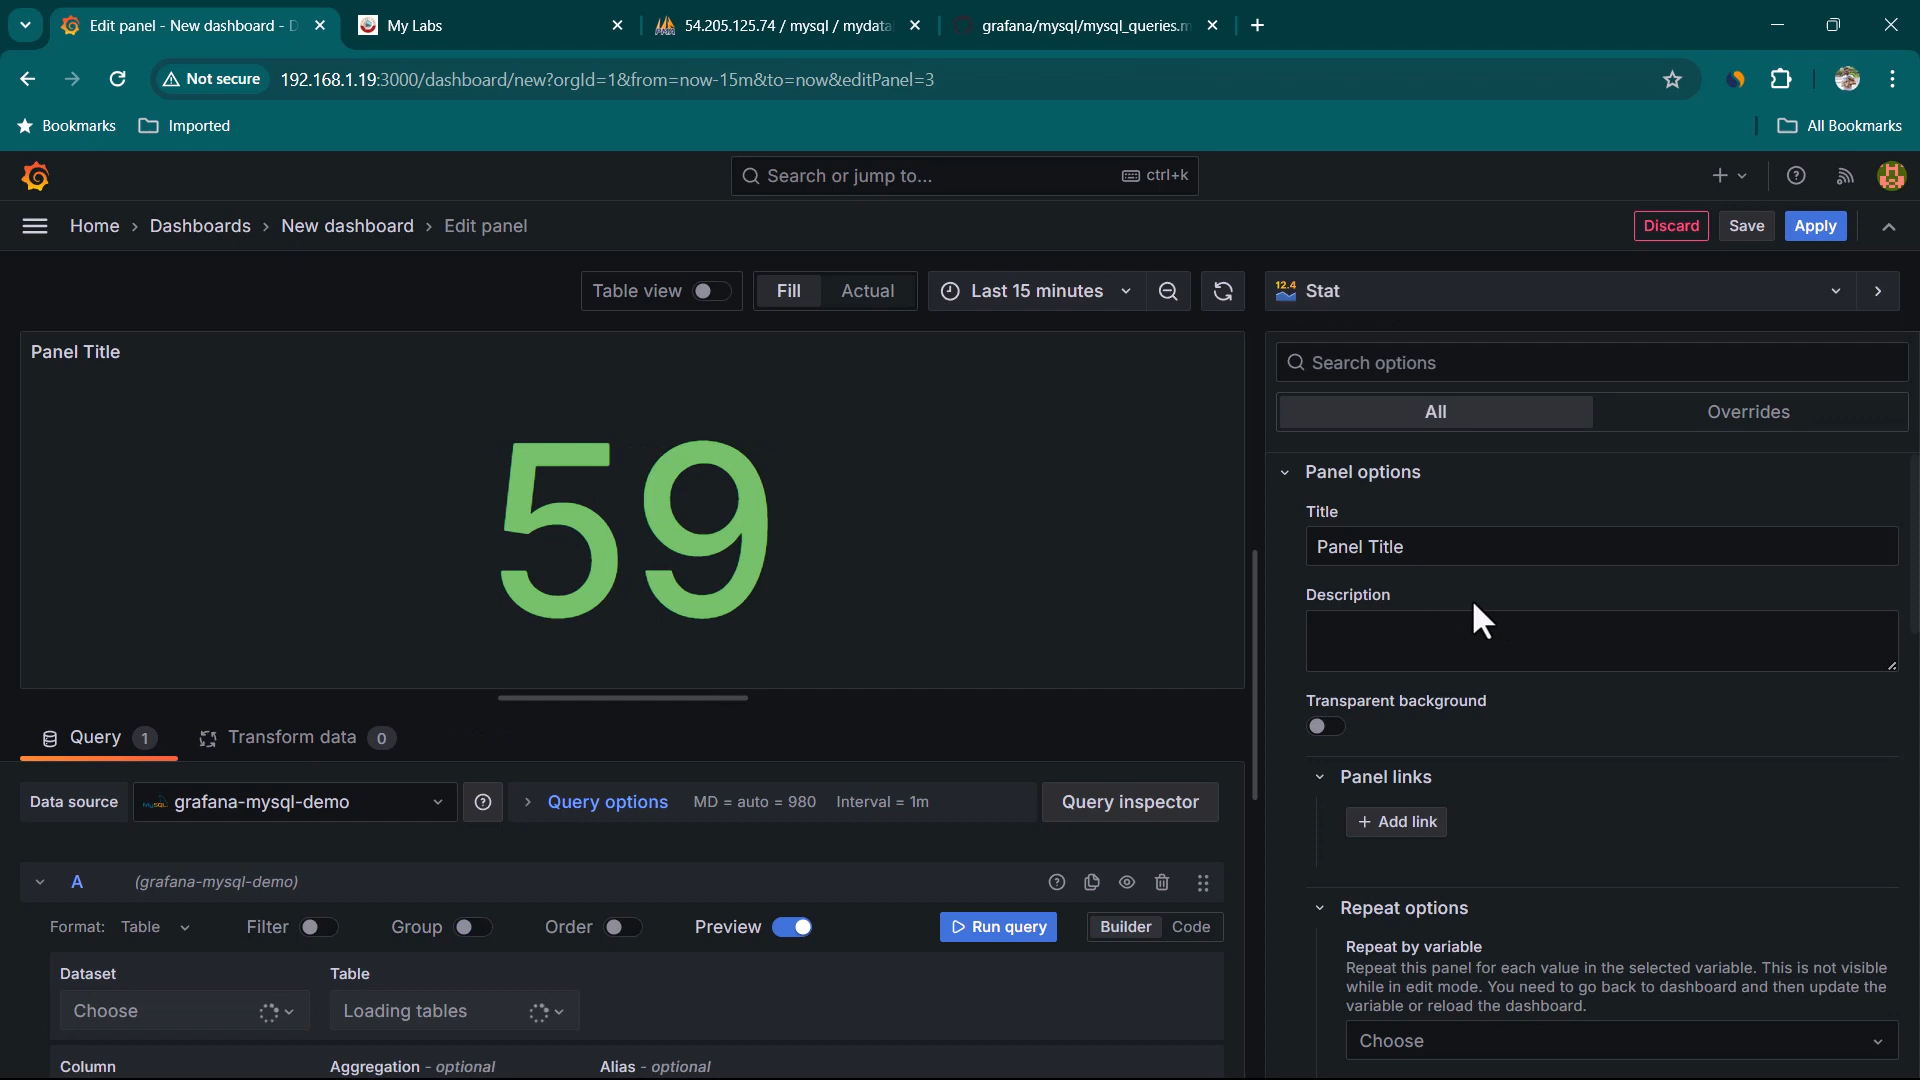 Edit panel - New dashboard - D
My Labs
54.205.125.74 / mysql / mydata
grafana/mysql/mysql_queries.m
Not secure
192.168.1.19:3000/dashboard/new?orgId=1&from=now-15m&to=now&editPanel=3
Bookmarks
Imported
All Bookmarks
Search or jump to...
ctrl+k
Home › Dashboards › New dashboard › Edit panel
Discard
Save
Apply
Table view
Fill
Actual
Last 15 minutes
12.4
Stat
Panel Title
59
Search options
All
Overrides
Panel options
Title
Panel Title
Description
Transparent background
Panel links
+ Add link
Repeat options
Repeat by variable
Repeat this panel for each value in the selected variable. This is not visible
while in edit mode. You need to go back to dashboard and then update the
variable or reload the dashboard.
Choose
Query 1
Transform data 0
Data source
grafana-mysql-demo
Query options
MD = auto = 980
Interval = 1m
Query inspector
A
(grafana-mysql-demo)
Format: Table
Filter
Group
Order
Preview
Run query
Builder
Code
Dataset
Table
Choose
Loading tables
Column
Aggregation - optional
Alias - optional